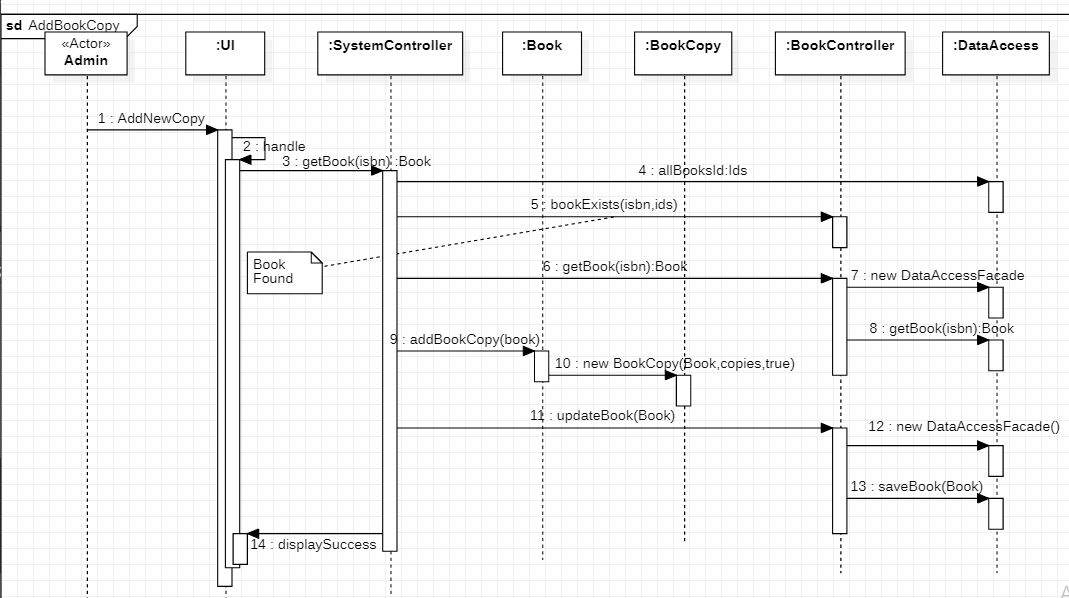 sd AddBookCopy
«Actor»
Admin
:UI
:SystemController
:Book
:BookCopy
:BookController
:DataAccess
1 : AddNewCopy
2 : handle
3 : getBook(isbn) :Book
4 : allBooksId:Ids
5 : bookExists(isbn,ids)
Book
Found
6 : getBook(isbn):Book
7 : new DataAccessFacade
8 : getBook(isbn):Book
9 : addBookCopy(book)
10 : new BookCopy(Book,copies,true)
11 : updateBook(Book)
12 : new DataAccessFacade()
13 : saveBook(Book)
14 : displaySuccess